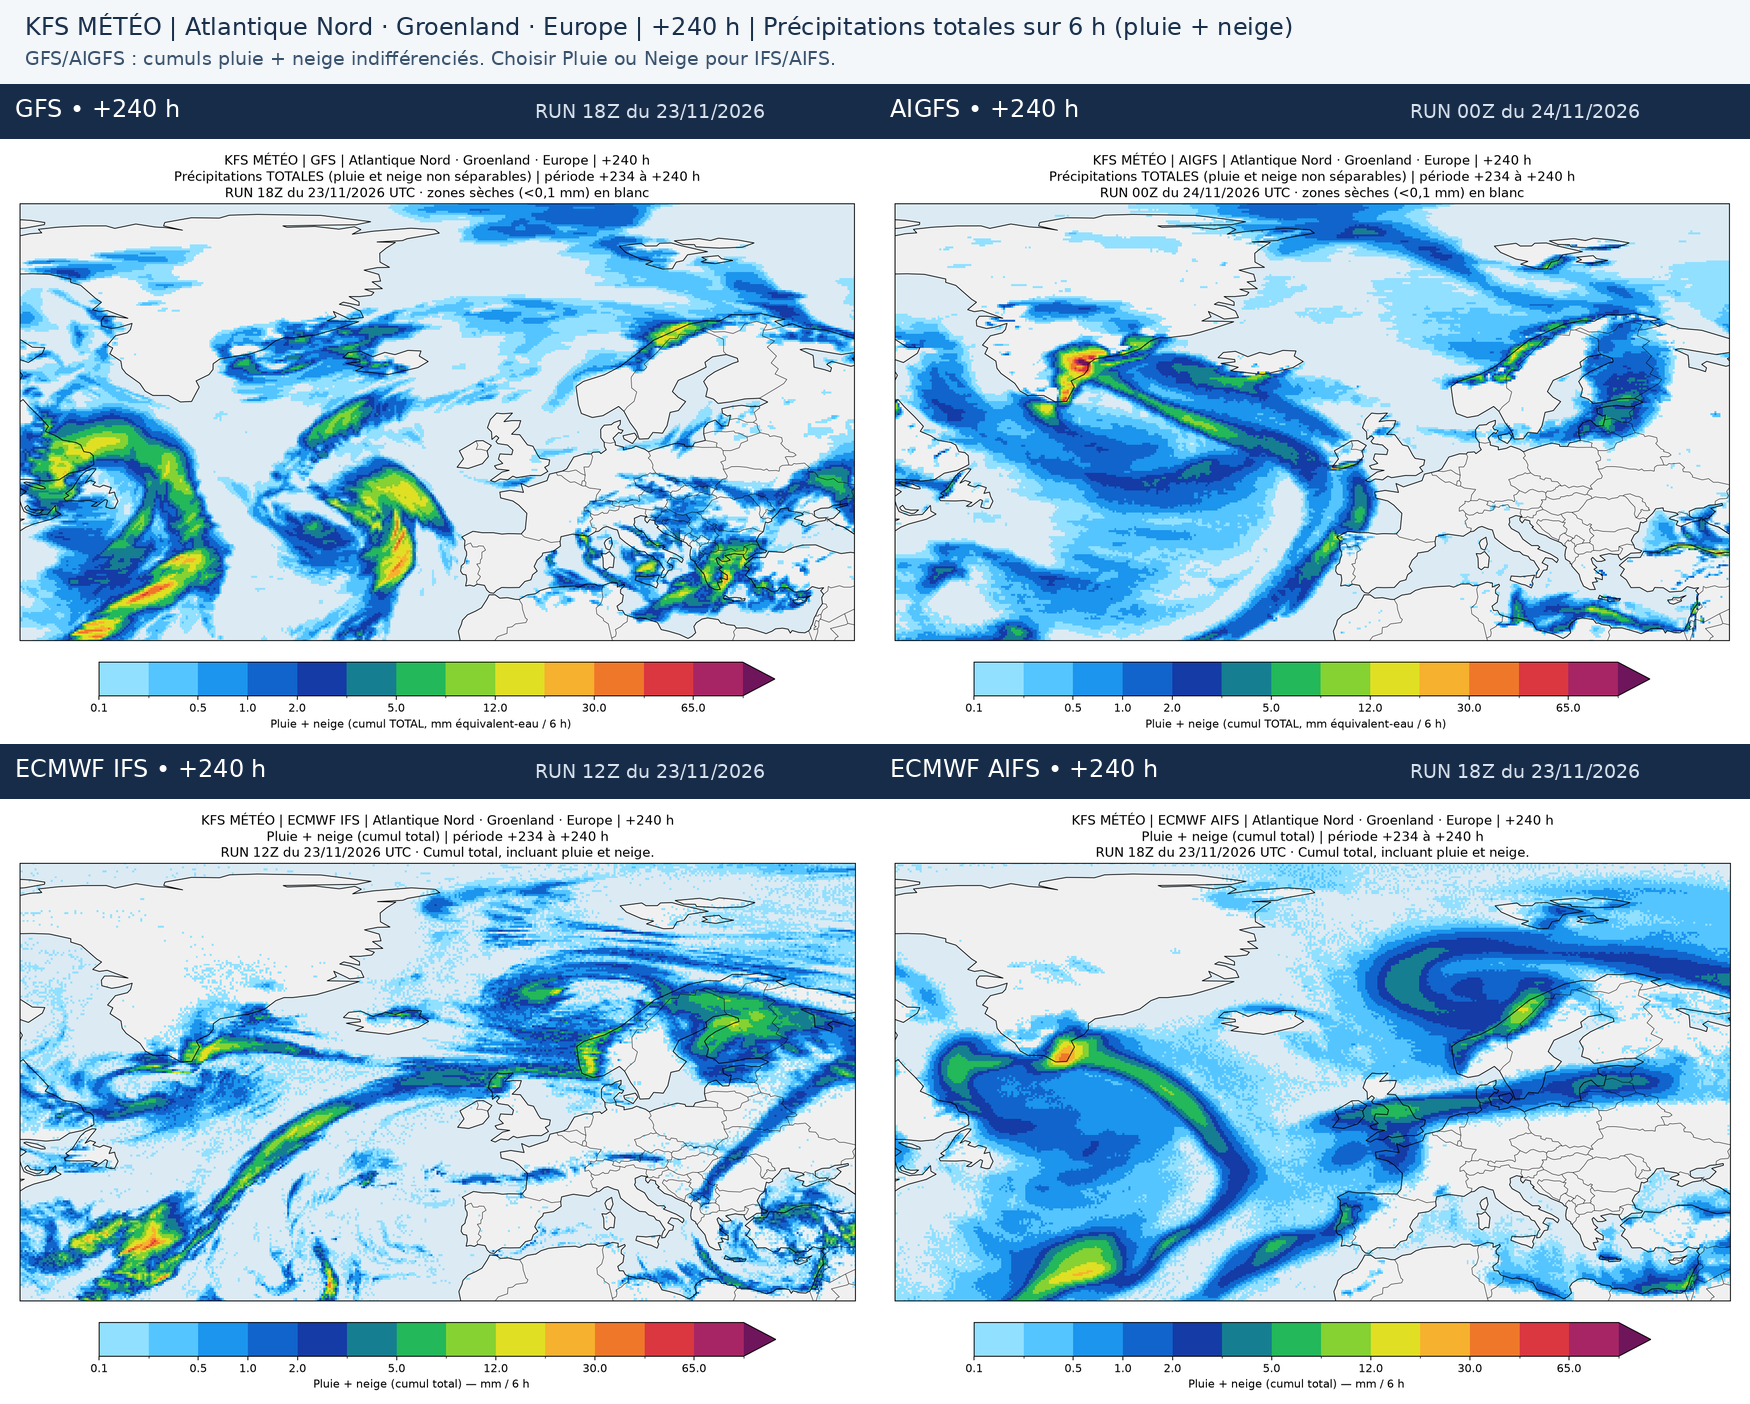 KFS MÉTÉO | Atlantique Nord · Groenland · Europe | +240 h | Précipitations totales sur 6 h (pluie + neige)
GFS/AIGFS : cumuls pluie + neige indifférenciés. Choisir Pluie ou Neige pour IFS/AIFS.
GFS • +240 h
RUN 18Z du 23/11/2026
KFS MÉTÉO | GFS | Atlantique Nord · Groenland · Europe | +240 h
Précipitations TOTALES (pluie et neige non séparables) | période +234 à +240 h
RUN 18Z du 23/11/2026 UTC · zones sèches (<0,1 mm) en blanc
0.1 0.5 1.0 2.0 5.0 12.0 30.0 65.0
Pluie + neige (cumul TOTAL, mm équivalent-eau / 6 h)
AIGFS • +240 h
RUN 00Z du 24/11/2026
KFS MÉTÉO | AIGFS | Atlantique Nord · Groenland · Europe | +240 h
Précipitations TOTALES (pluie et neige non séparables) | période +234 à +240 h
RUN 00Z du 24/11/2026 UTC · zones sèches (<0,1 mm) en blanc
0.1 0.5 1.0 2.0 5.0 12.0 30.0 65.0
Pluie + neige (cumul TOTAL, mm équivalent-eau / 6 h)
ECMWF IFS • +240 h
RUN 12Z du 23/11/2026
KFS MÉTÉO | ECMWF IFS | Atlantique Nord · Groenland · Europe | +240 h
Pluie + neige (cumul total) | période +234 à +240 h
RUN 12Z du 23/11/2026 UTC · Cumul total, incluant pluie et neige.
0.1 0.5 1.0 2.0 5.0 12.0 30.0 65.0
Pluie + neige (cumul total) — mm / 6 h
ECMWF AIFS • +240 h
RUN 18Z du 23/11/2026
KFS MÉTÉO | ECMWF AIFS | Atlantique Nord · Groenland · Europe | +240 h
Pluie + neige (cumul total) | période +234 à +240 h
RUN 18Z du 23/11/2026 UTC · Cumul total, incluant pluie et neige.
0.1 0.5 1.0 2.0 5.0 12.0 30.0 65.0
Pluie + neige (cumul total) — mm / 6 h